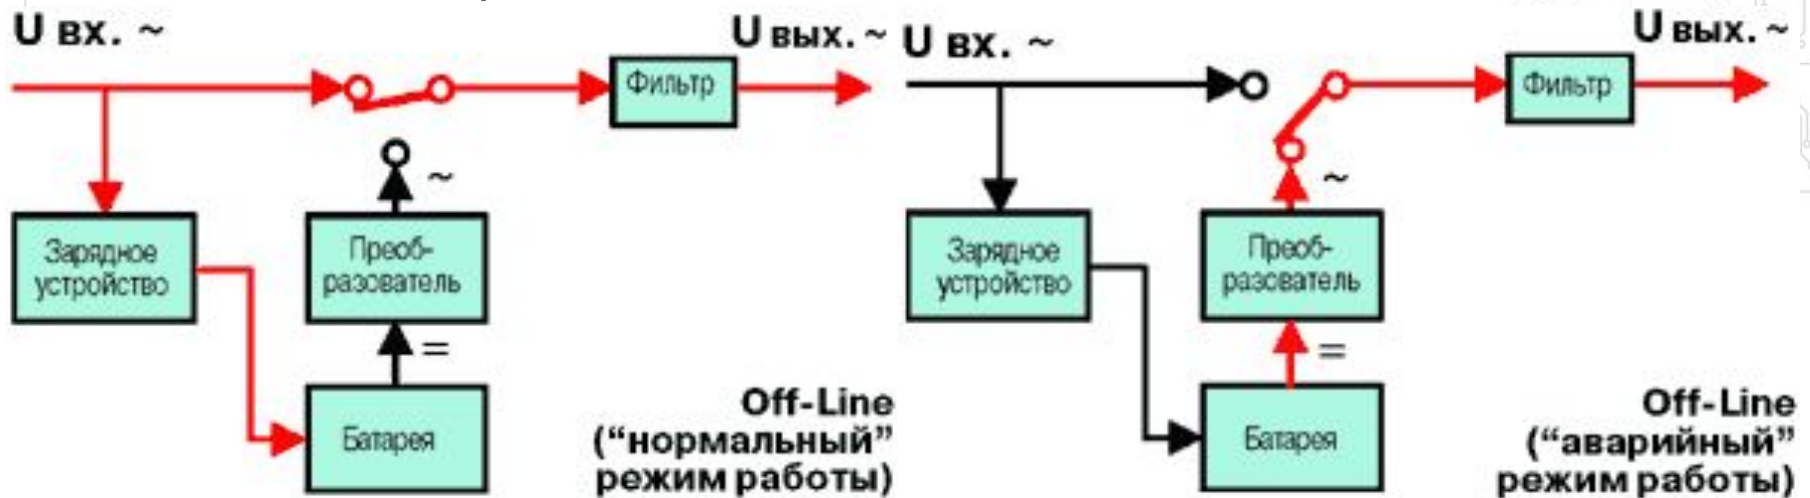 U вх. ~
U вых. ~
Фильтр
~
Зарядное
устройство
Преоб-
разователь
=
Батарея
Off-Line
(“нормальный”
режим работы)
U вх. ~
U вых. ~
Фильтр
~
Зарядное
устройство
Преоб-
разователь
=
Батарея
Off-Line
(“аварийный”
режим работы)